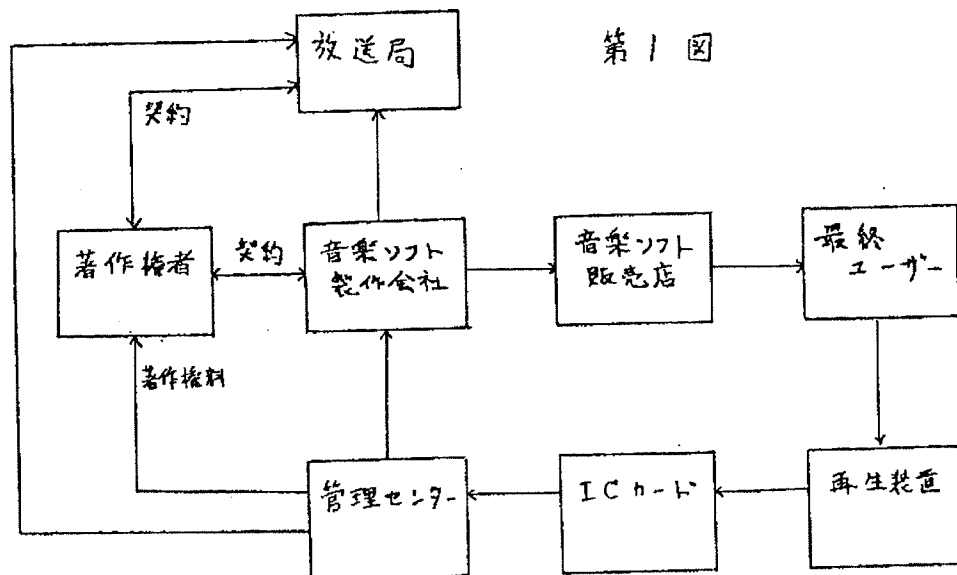 放送局
第1図
契約
著作権者
契約
音楽ソフト
製作会社
音楽ソフト
販売店
最終
ユーザー
著作権料
管理センター
ICカード
再生装置